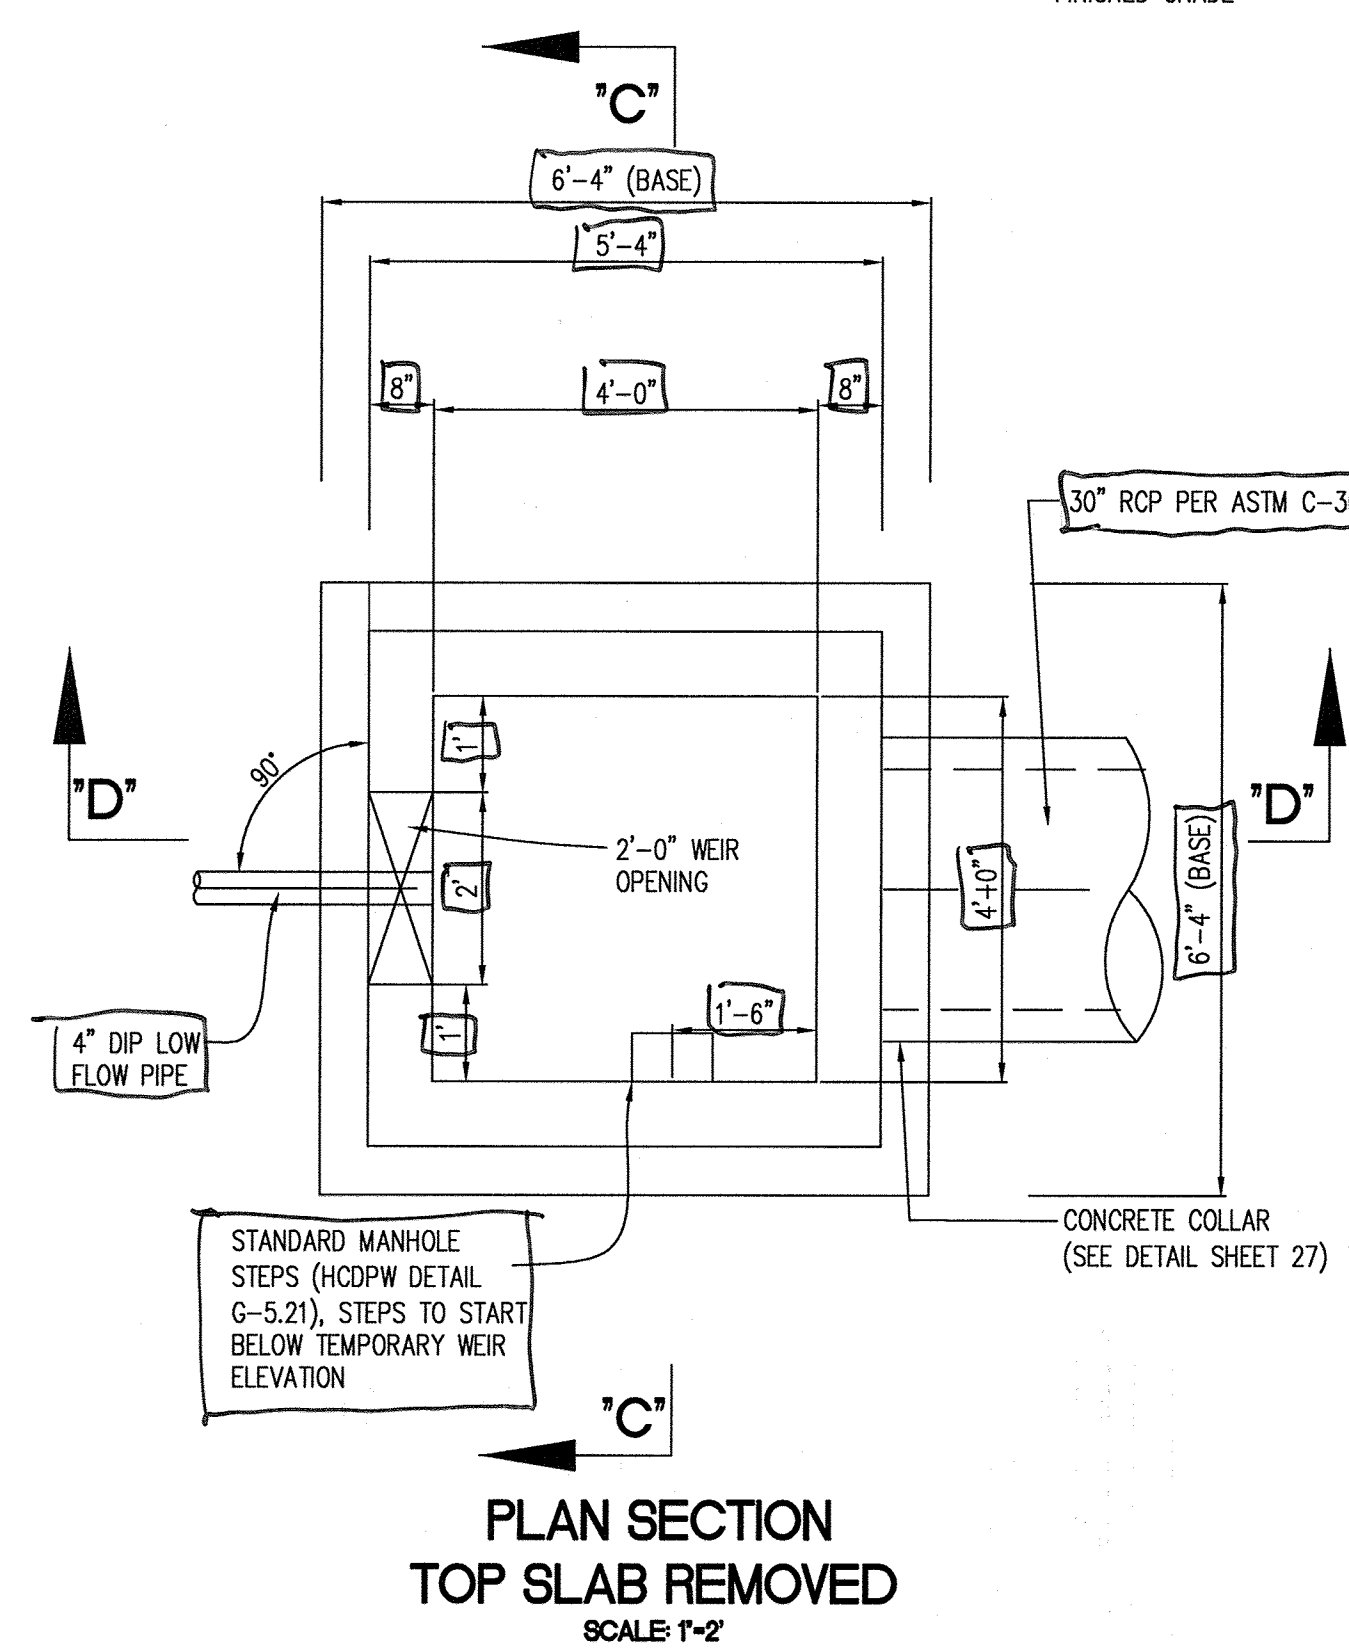 "C"
6'-4" (BASE)
5'-4"
8"
4'-0"
8"
30" RCP PER ASTM
90°
1'
"D"
"D"
2'-0" WEIR
OPENING
2'
4'-0"
6'-4" (BASE)
1'
1'-6"
4" DIP LOW
FLOW PIPE
STANDARD MANHOLE
STEPS (HCDPW DETAIL
G-5.21), STEPS TO START
BELOW TEMPORARY WEIR
ELEVATION
CONCRETE COLLAR
(SEE DETAIL SHEET 27)
"C"
PLAN SECTION
TOP SLAB REMOVED
SCALE: 1"=2'